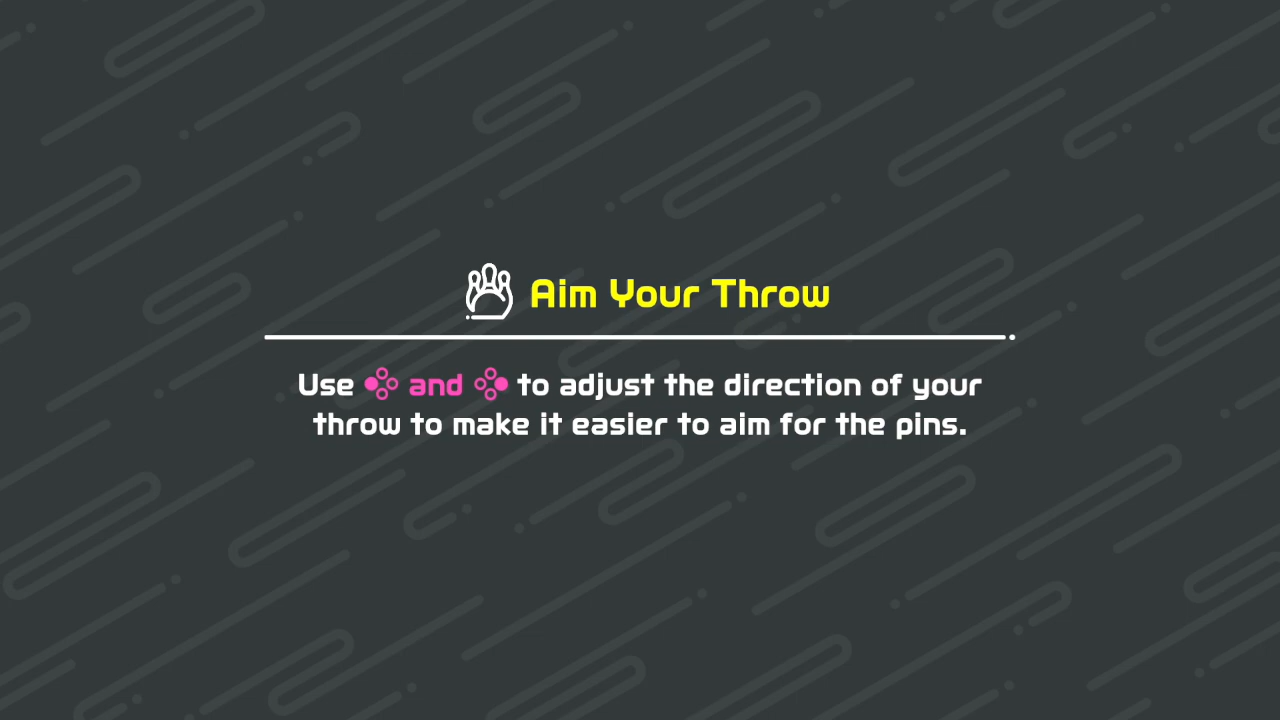 Aim Your Throw
Use and to adjust the direction of your
throw to make it easier to aim for the pins.